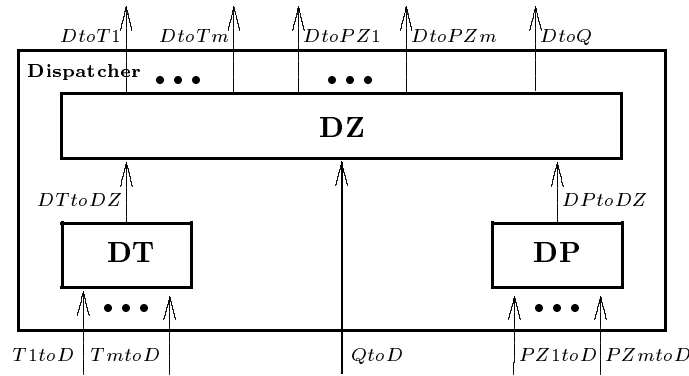 DtoT1 DtoTm DtoPZ1 DtoPZm DtoQ
Dispatcher
DZ
DTtoDZ DPtoDZ
DT DP
T1toD TmtoD QtoD PZ1toD PZmtoD